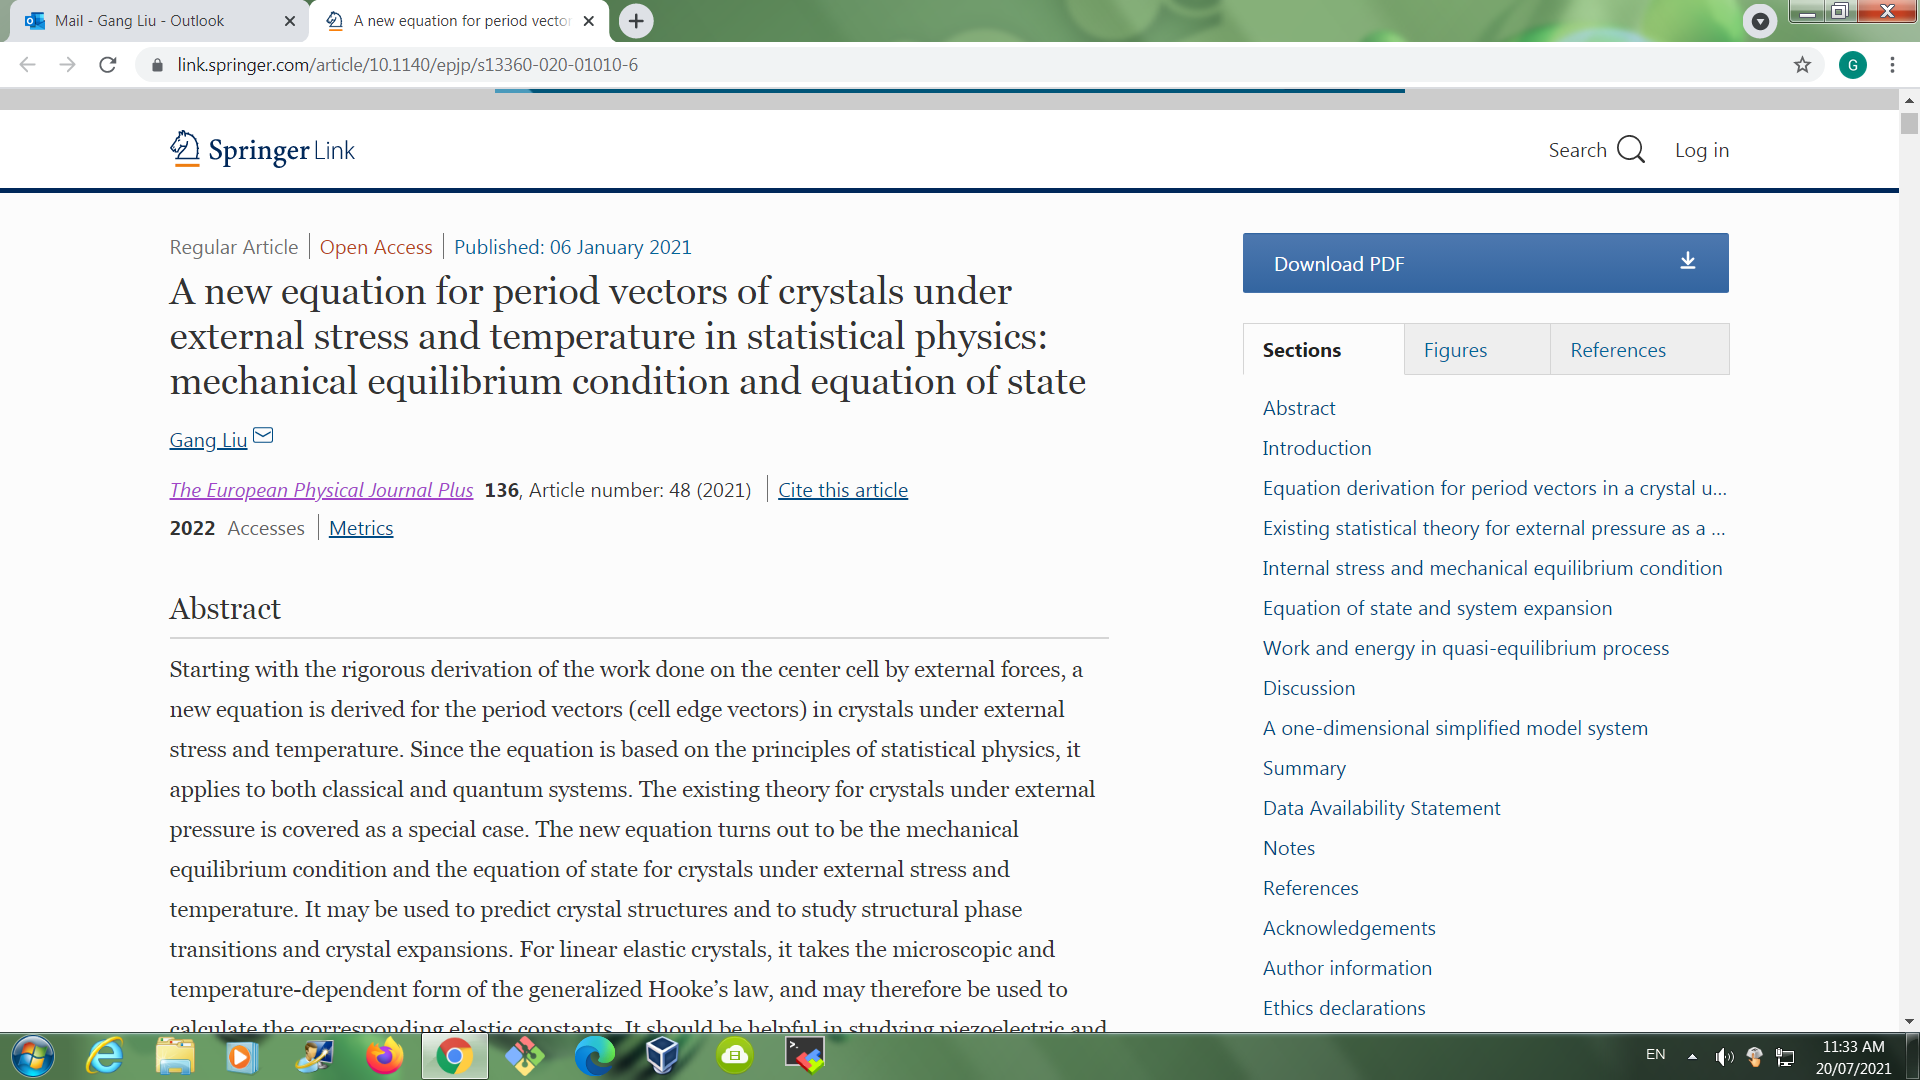 Mail - Gang Liu - Outlook
A new equation for period vecto
link.springer.com/article/10.1140/epjp/s13360-020-01010-6
G
Springer Link
Search
Log in
Regular Article | Open Access | Published: 06 January 2021
A new equation for period vectors of crystals under
external stress and temperature in statistical physics:
mechanical equilibrium condition and equation of state
Gang Liu
The European Physical Journal Plus 136, Article number: 48 (2021) | Cite this article
2022 Accesses | Metrics
Abstract
Starting with the rigorous derivation of the work done on the center cell by external forces, a
new equation is derived for the period vectors (cell edge vectors) in crystals under external
stress and temperature. Since the equation is based on the principles of statistical physics, it
applies to both classical and quantum systems. The existing theory for crystals under external
pressure is covered as a special case. The new equation turns out to be the mechanical
equilibrium condition and the equation of state for crystals under external stress and
temperature. It may be used to predict crystal structures and to study structural phase
transitions and crystal expansions. For linear elastic crystals, it takes the microscopic and
temperature-dependent form of the generalized Hooke's law, and may therefore be used to
calculate the corresponding elastic constants. It should be helpful in studying piezoelectric and
Download PDF
Sections
Figures
References
Abstract
Introduction
Equation derivation for period vectors in a crystal u...
Existing statistical theory for external pressure as a ...
Internal stress and mechanical equilibrium condition
Equation of state and system expansion
Work and energy in quasi-equilibrium process
Discussion
A one-dimensional simplified model system
Summary
Data Availability Statement
Notes
References
Acknowledgements
Author information
Ethics declarations
EN
11:33 AM
20/07/2021